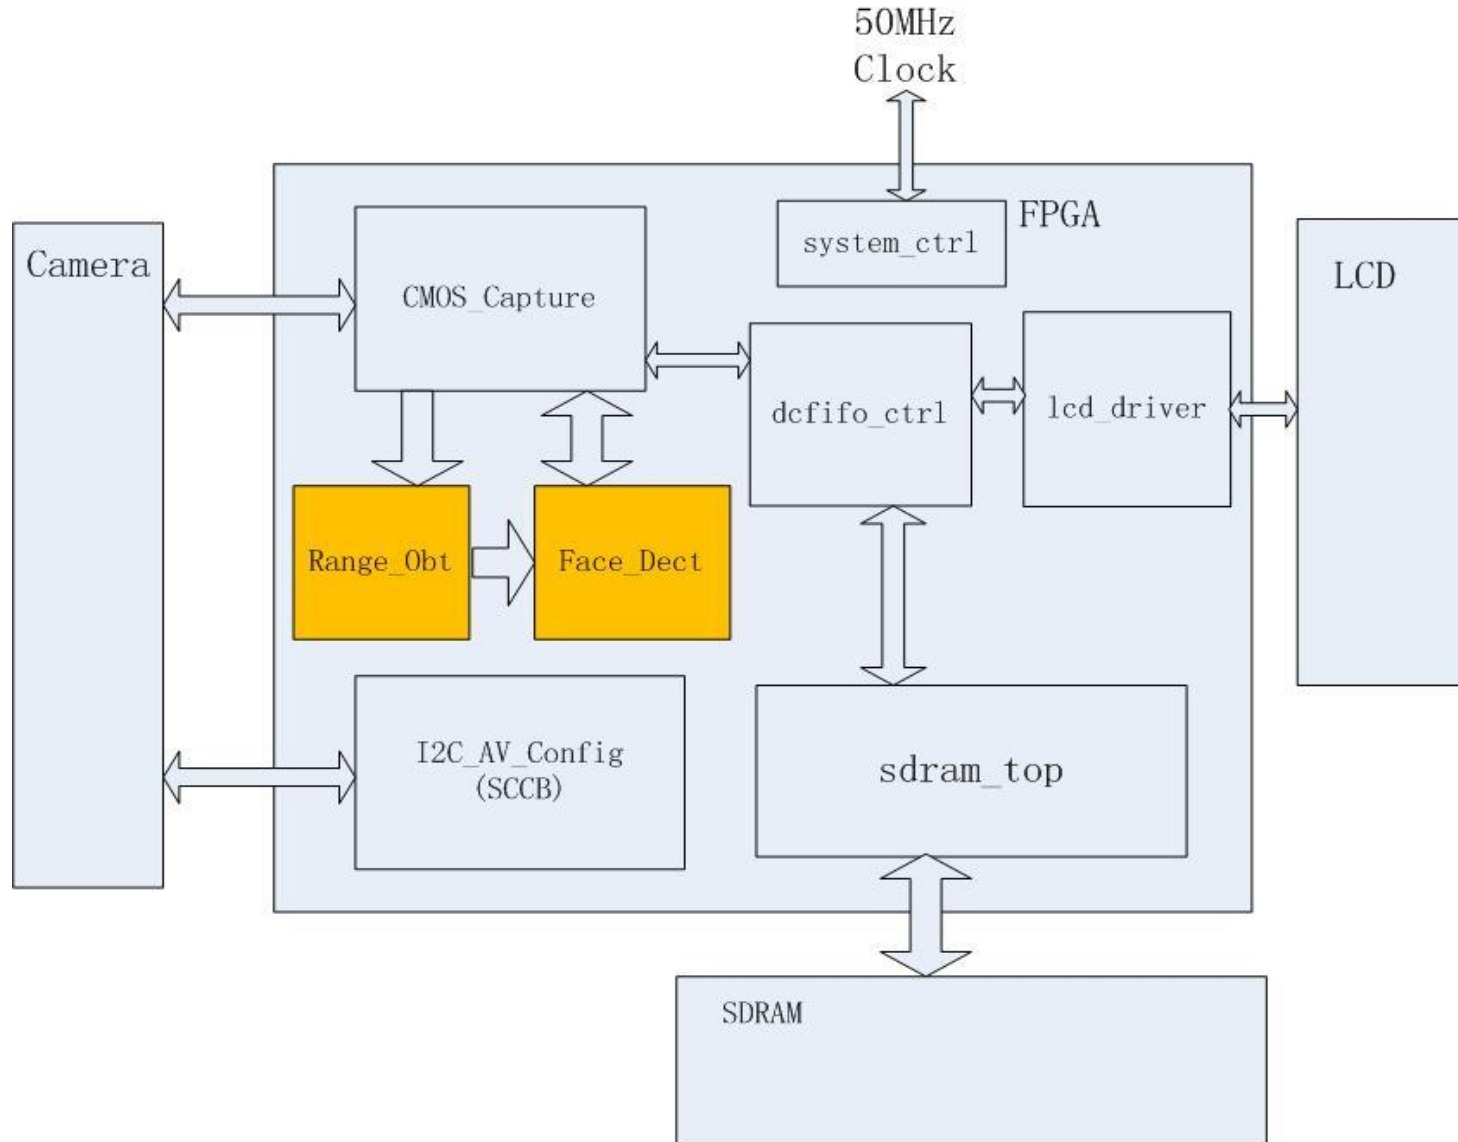 50MHz
Clock
FPGA
system_ctrl
Camera
CMOS_Capture
LCD
dcfifo_ctrl
lcd_driver
Range_Obt
Face_Dect
I2C_AV_Config
(SCCB)
sdram_top
SDRAM